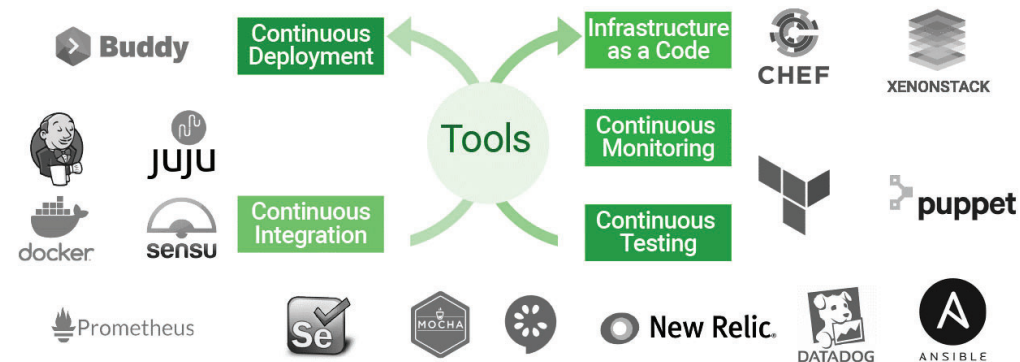 Buddy
Continuous
Deployment
Infrastructure
as a Code
CHEF
XENONSTACK
JUJU
Tools
Continuous
Monitoring
docker
sensu
Continuous
Integration
Continuous
Testing
puppet
Prometheus
Se
MOCHA
New Relic.
DATADOG
A
ANSIBLE